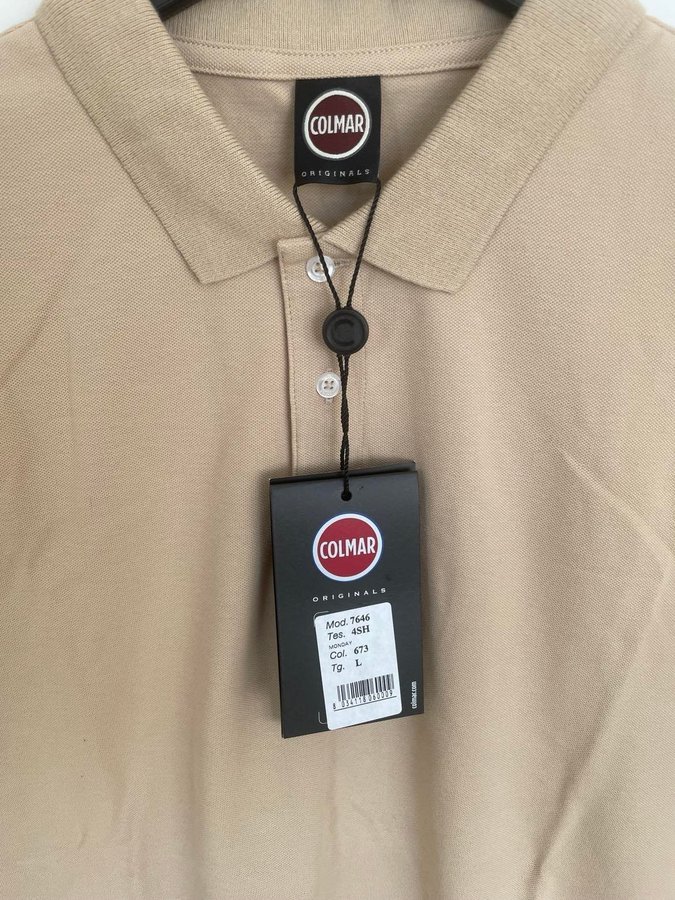 COLMAR
ORIGINALS
C
COLMAR
ORIGINALS
Mod. 7646
Tes. 4SH
MONDAY
Col. 673
Tg. L
colmar.com